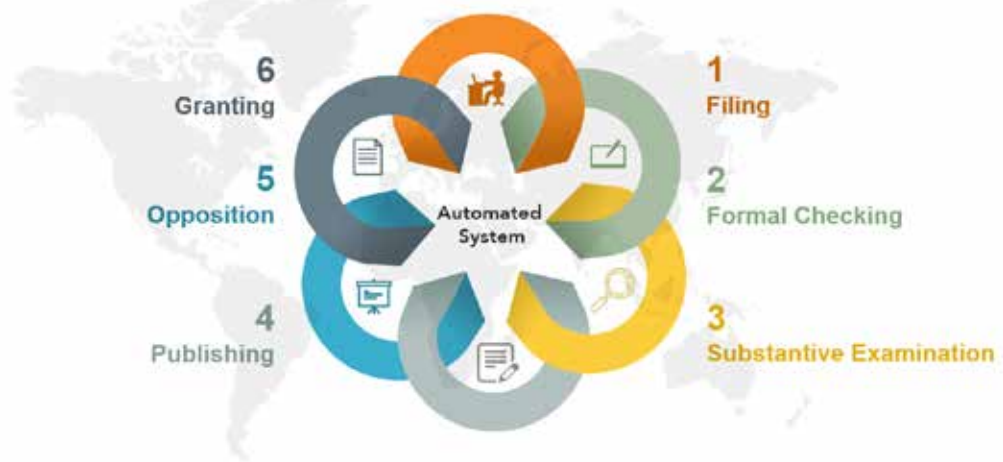 1
Filing
2
Formal Checking
3
Substantive Examination
4
Publishing
5
Opposition
6
Granting
Automated
System